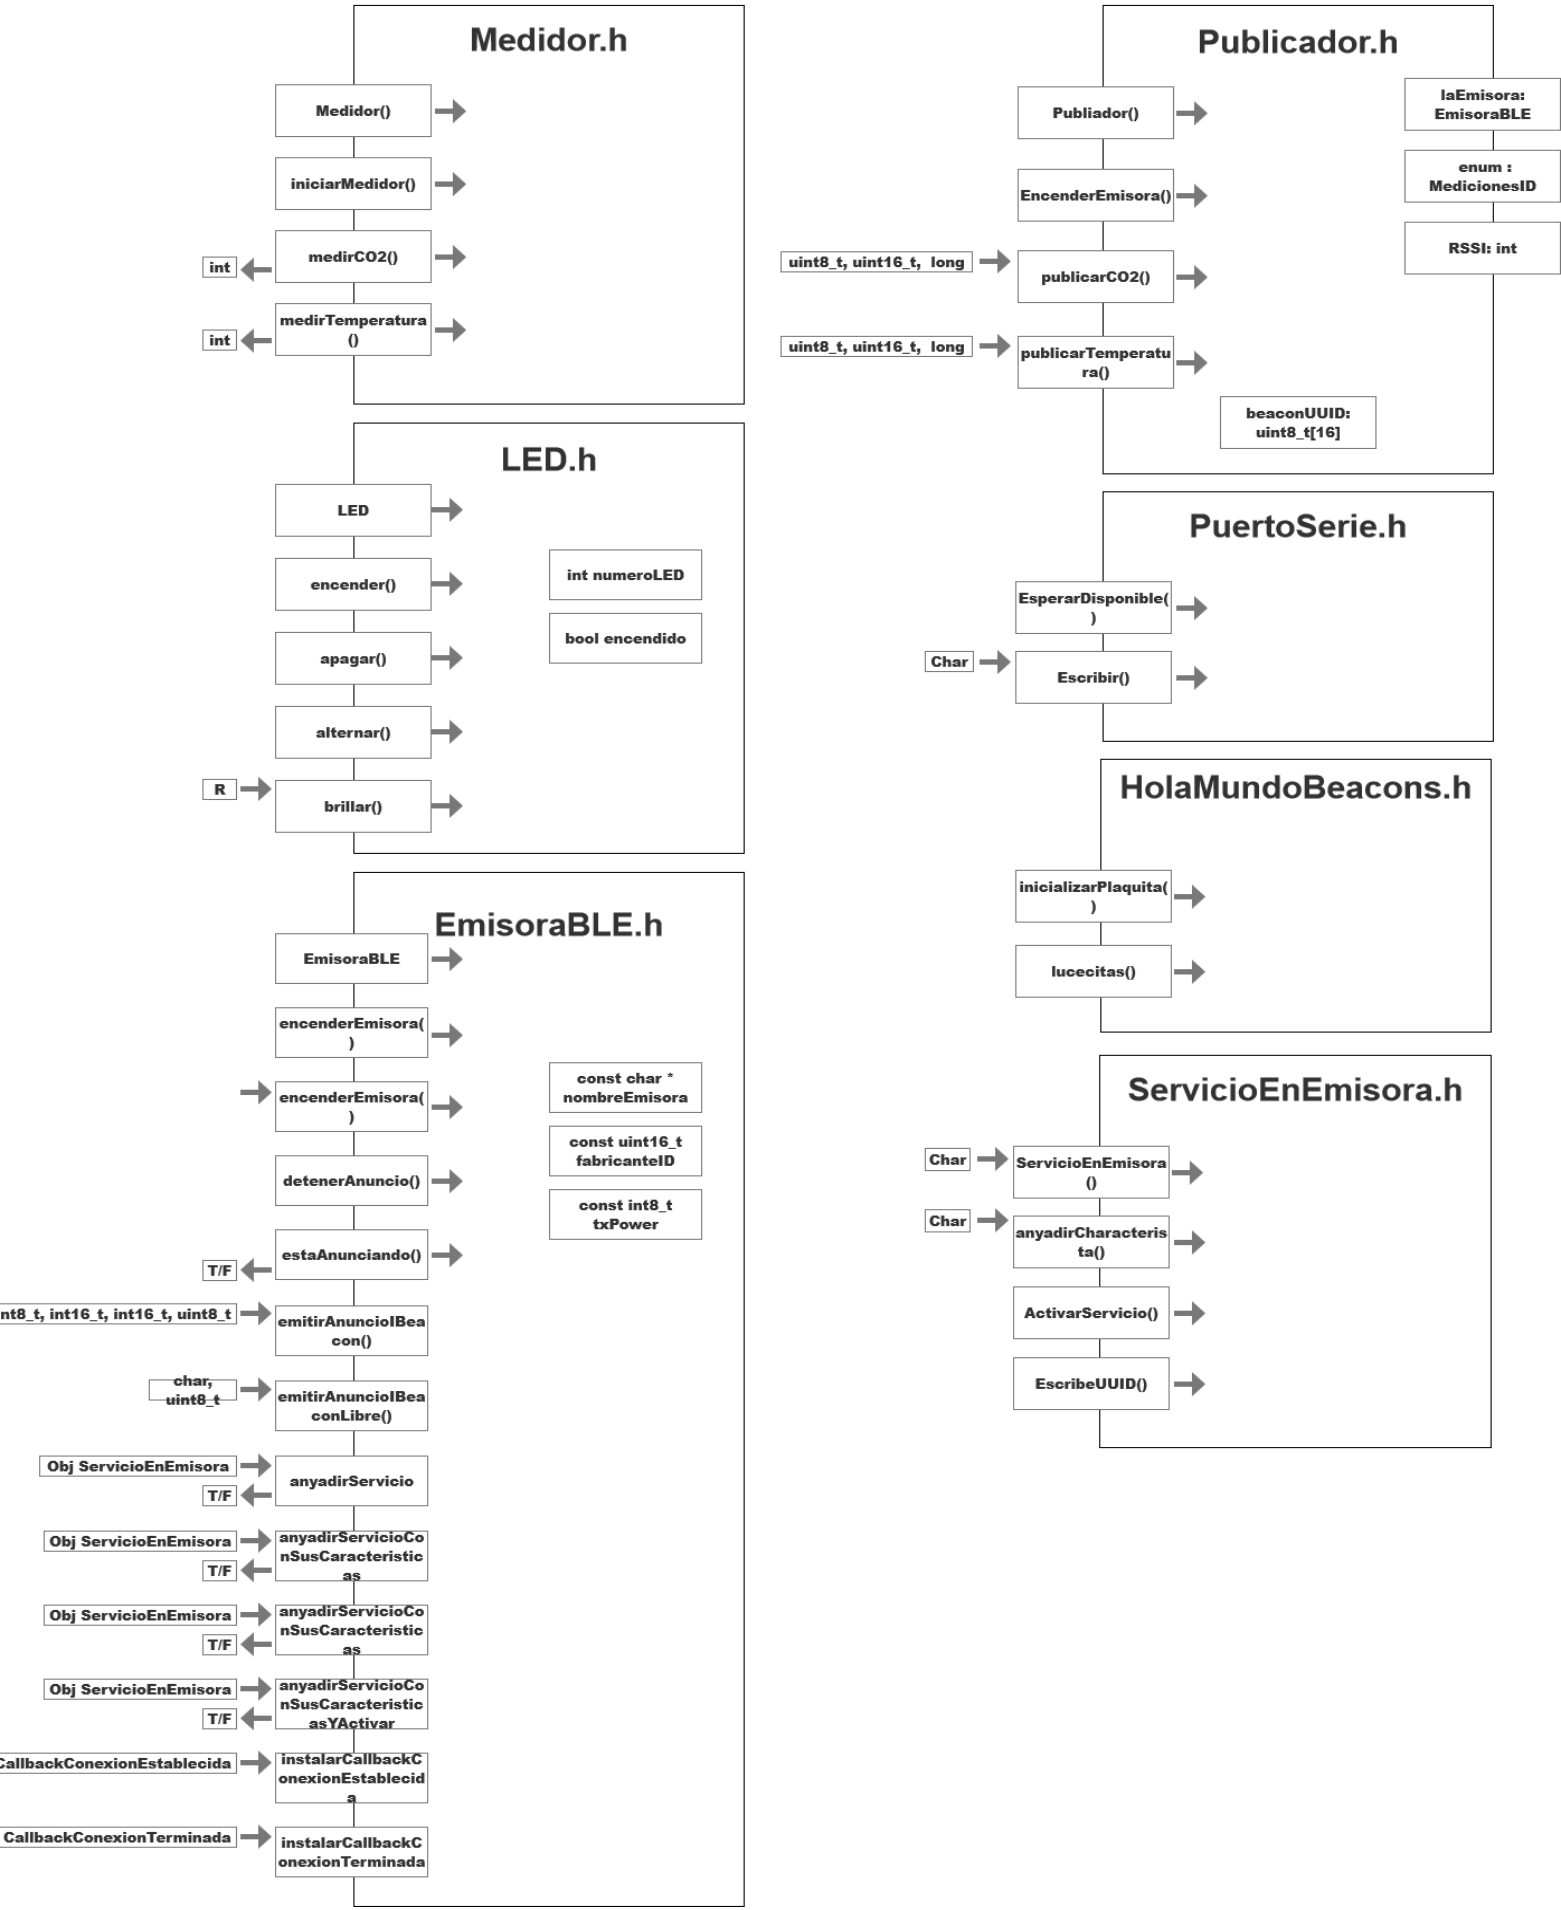 Medidor.h
Medidor()
iniciarMedidor()
medirCO2()
int
medirTemperatura
()
int
LED.h
LED
encender()
int numeroLED
bool encendido
apagar()
alternar()
R
brillar()
EmisoraBLE.h
EmisoraBLE
encenderEmisora(
)
encenderEmisora(
)
const char *
nombreEmisora
const uint16_t
fabricanteID
const int8_t
txPower
detenerAnuncio()
estaAnunciando()
T/F
nt8_t, int16_t, int16_t, uint8_t
emitirAnuncioIBea
con()
char,
uint8_t
emitirAnuncioIBea
conLibre()
Obj ServicioEnEmisora
T/F
anyadirServicio
Obj ServicioEnEmisora
T/F
anyadirServicioCo
nSusCaracteristic
as
Obj ServicioEnEmisora
T/F
anyadirServicioCo
nSusCaracteristic
as
Obj ServicioEnEmisora
T/F
anyadirServicioCo
nSusCaracteristic
asYActivar
CallbackConexionEstablecida
instalarCallbackC
onexionEstablecid
a
CallbackConexionTerminada
instalarCallbackC
onexionTerminada
Publicador.h
laEmisora:
EmisoraBLE
Publiador()
enum :
MedicionesID
EncenderEmisora()
RSSI: int
uint8_t, uint16_t, long
publicarCO2()
uint8_t, uint16_t, long
publicarTemperatu
ra()
beaconUUID:
uint8_t[16]
PuertoSerie.h
EsperarDisponible(
)
Char
Escribir()
HolaMundoBeacons.h
inicializarPlaquita(
)
lucecitas()
ServicioEnEmisora.h
Char
ServicioEnEmisora
()
Char
anyadirCharacteris
ta()
ActivarServicio()
EscribeUUID()